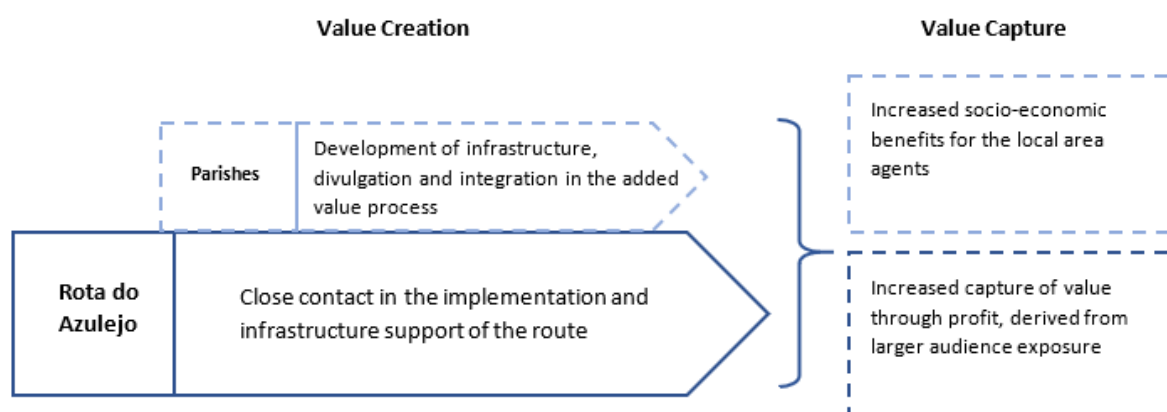 Value Creation
Value Capture
Parishes
Development of infrastructure,
divulgation and integration in the added
value process
Rota do
Azulejo
Close contact in the implementation and
infrastructure support of the route
Increased socio-economic
benefits for the local area
agents
Increased capture of value
through profit, derived from
larger audience exposure